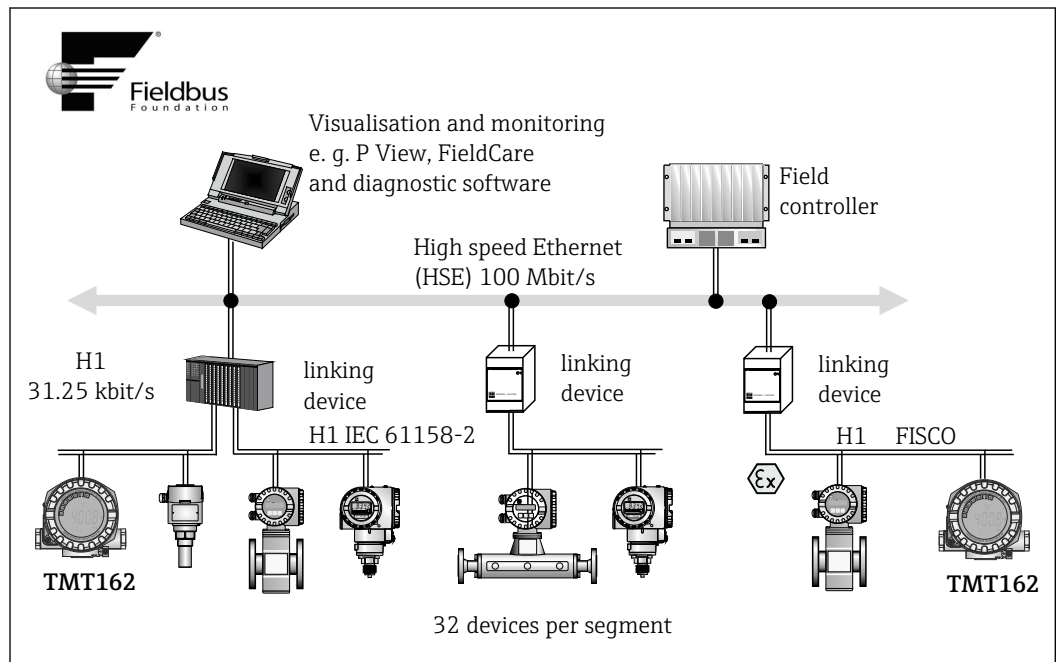 ®
Fieldbus
Foundation
Visualisation and monitoring
e. g. P View, FieldCare
and diagnostic software
Field
controller
High speed Ethernet
(HSE) 100 Mbit/s
H1
31.25 kbit/s
linking
device
linking
device
linking
device
H1 IEC 61158-2
H1 FISCO
Ex
TMT162
TMT162
32 devices per segment